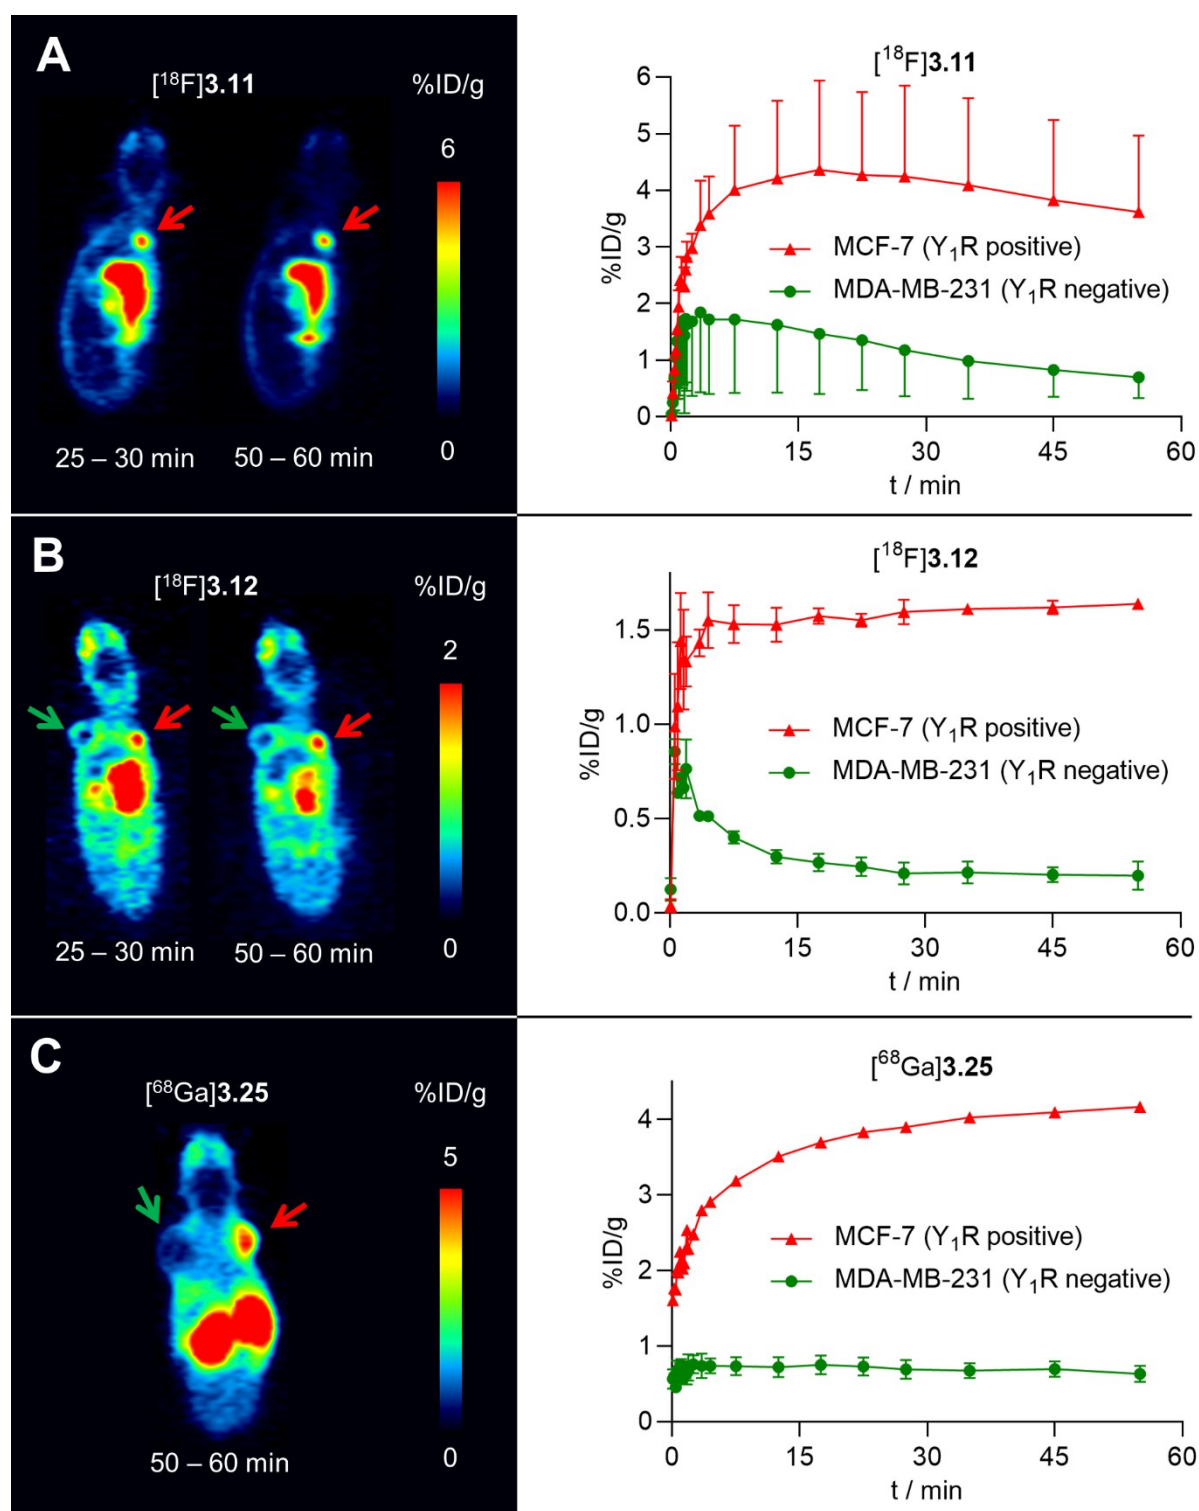 A
[¹⁸F]3.11
%ID/g
6
0
25 – 30 min
50 – 60 min
[¹⁸F]3.11
%ID/g
6
5
4
3
2
1
0
MCF-7 (Y₁R positive)
MDA-MB-231 (Y₁R negative)
0
15
30
45
60
t / min
B
[¹⁸F]3.12
%ID/g
2
0
25 – 30 min
50 – 60 min
[¹⁸F]3.12
%ID/g
1.5
1.0
0.5
0.0
MCF-7 (Y₁R positive)
MDA-MB-231 (Y₁R negative)
0
15
30
45
60
t / min
C
[⁶⁸Ga]3.25
%ID/g
5
0
50 – 60 min
[⁶⁸Ga]3.25
%ID/g
4
3
2
1
0
MCF-7 (Y₁R positive)
MDA-MB-231 (Y₁R negative)
0
15
30
45
60
t / min